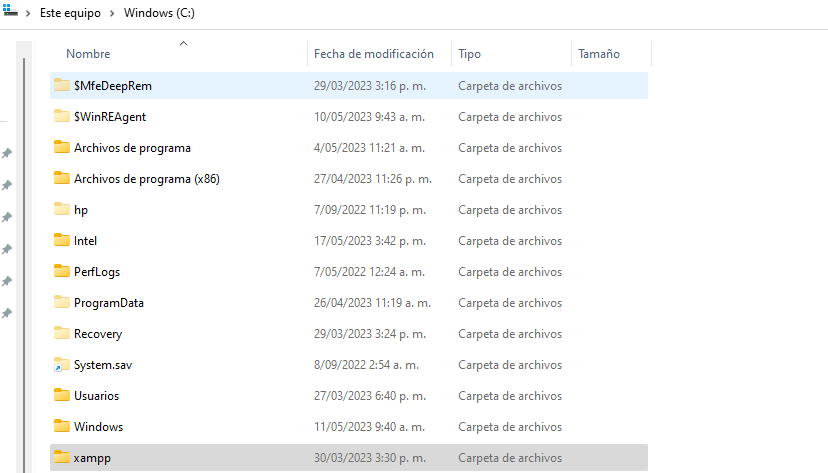 Este equipo > Windows (C:)
Nombre Fecha de modificación Tipo Tamaño
$MfeDeepRem 29/03/2023 3:16 p. m. Carpeta de archivos
$WinREAgent 10/05/2023 9:43 a. m. Carpeta de archivos
Archivos de programa 4/05/2023 11:21 a. m. Carpeta de archivos
Archivos de programa (x86) 27/04/2023 11:26 p. m. Carpeta de archivos
hp 7/09/2022 11:19 p. m. Carpeta de archivos
Intel 17/05/2023 3:42 p. m. Carpeta de archivos
PerfLogs 7/05/2022 12:24 a. m. Carpeta de archivos
ProgramData 26/04/2023 11:19 a. m. Carpeta de archivos
Recovery 29/03/2023 3:24 p. m. Carpeta de archivos
System.sav 8/09/2022 2:54 a. m. Carpeta de archivos
Usuarios 27/03/2023 6:40 p. m. Carpeta de archivos
Windows 11/05/2023 9:40 a. m. Carpeta de archivos
xampp 30/03/2023 3:30 p. m. Carpeta de archivos